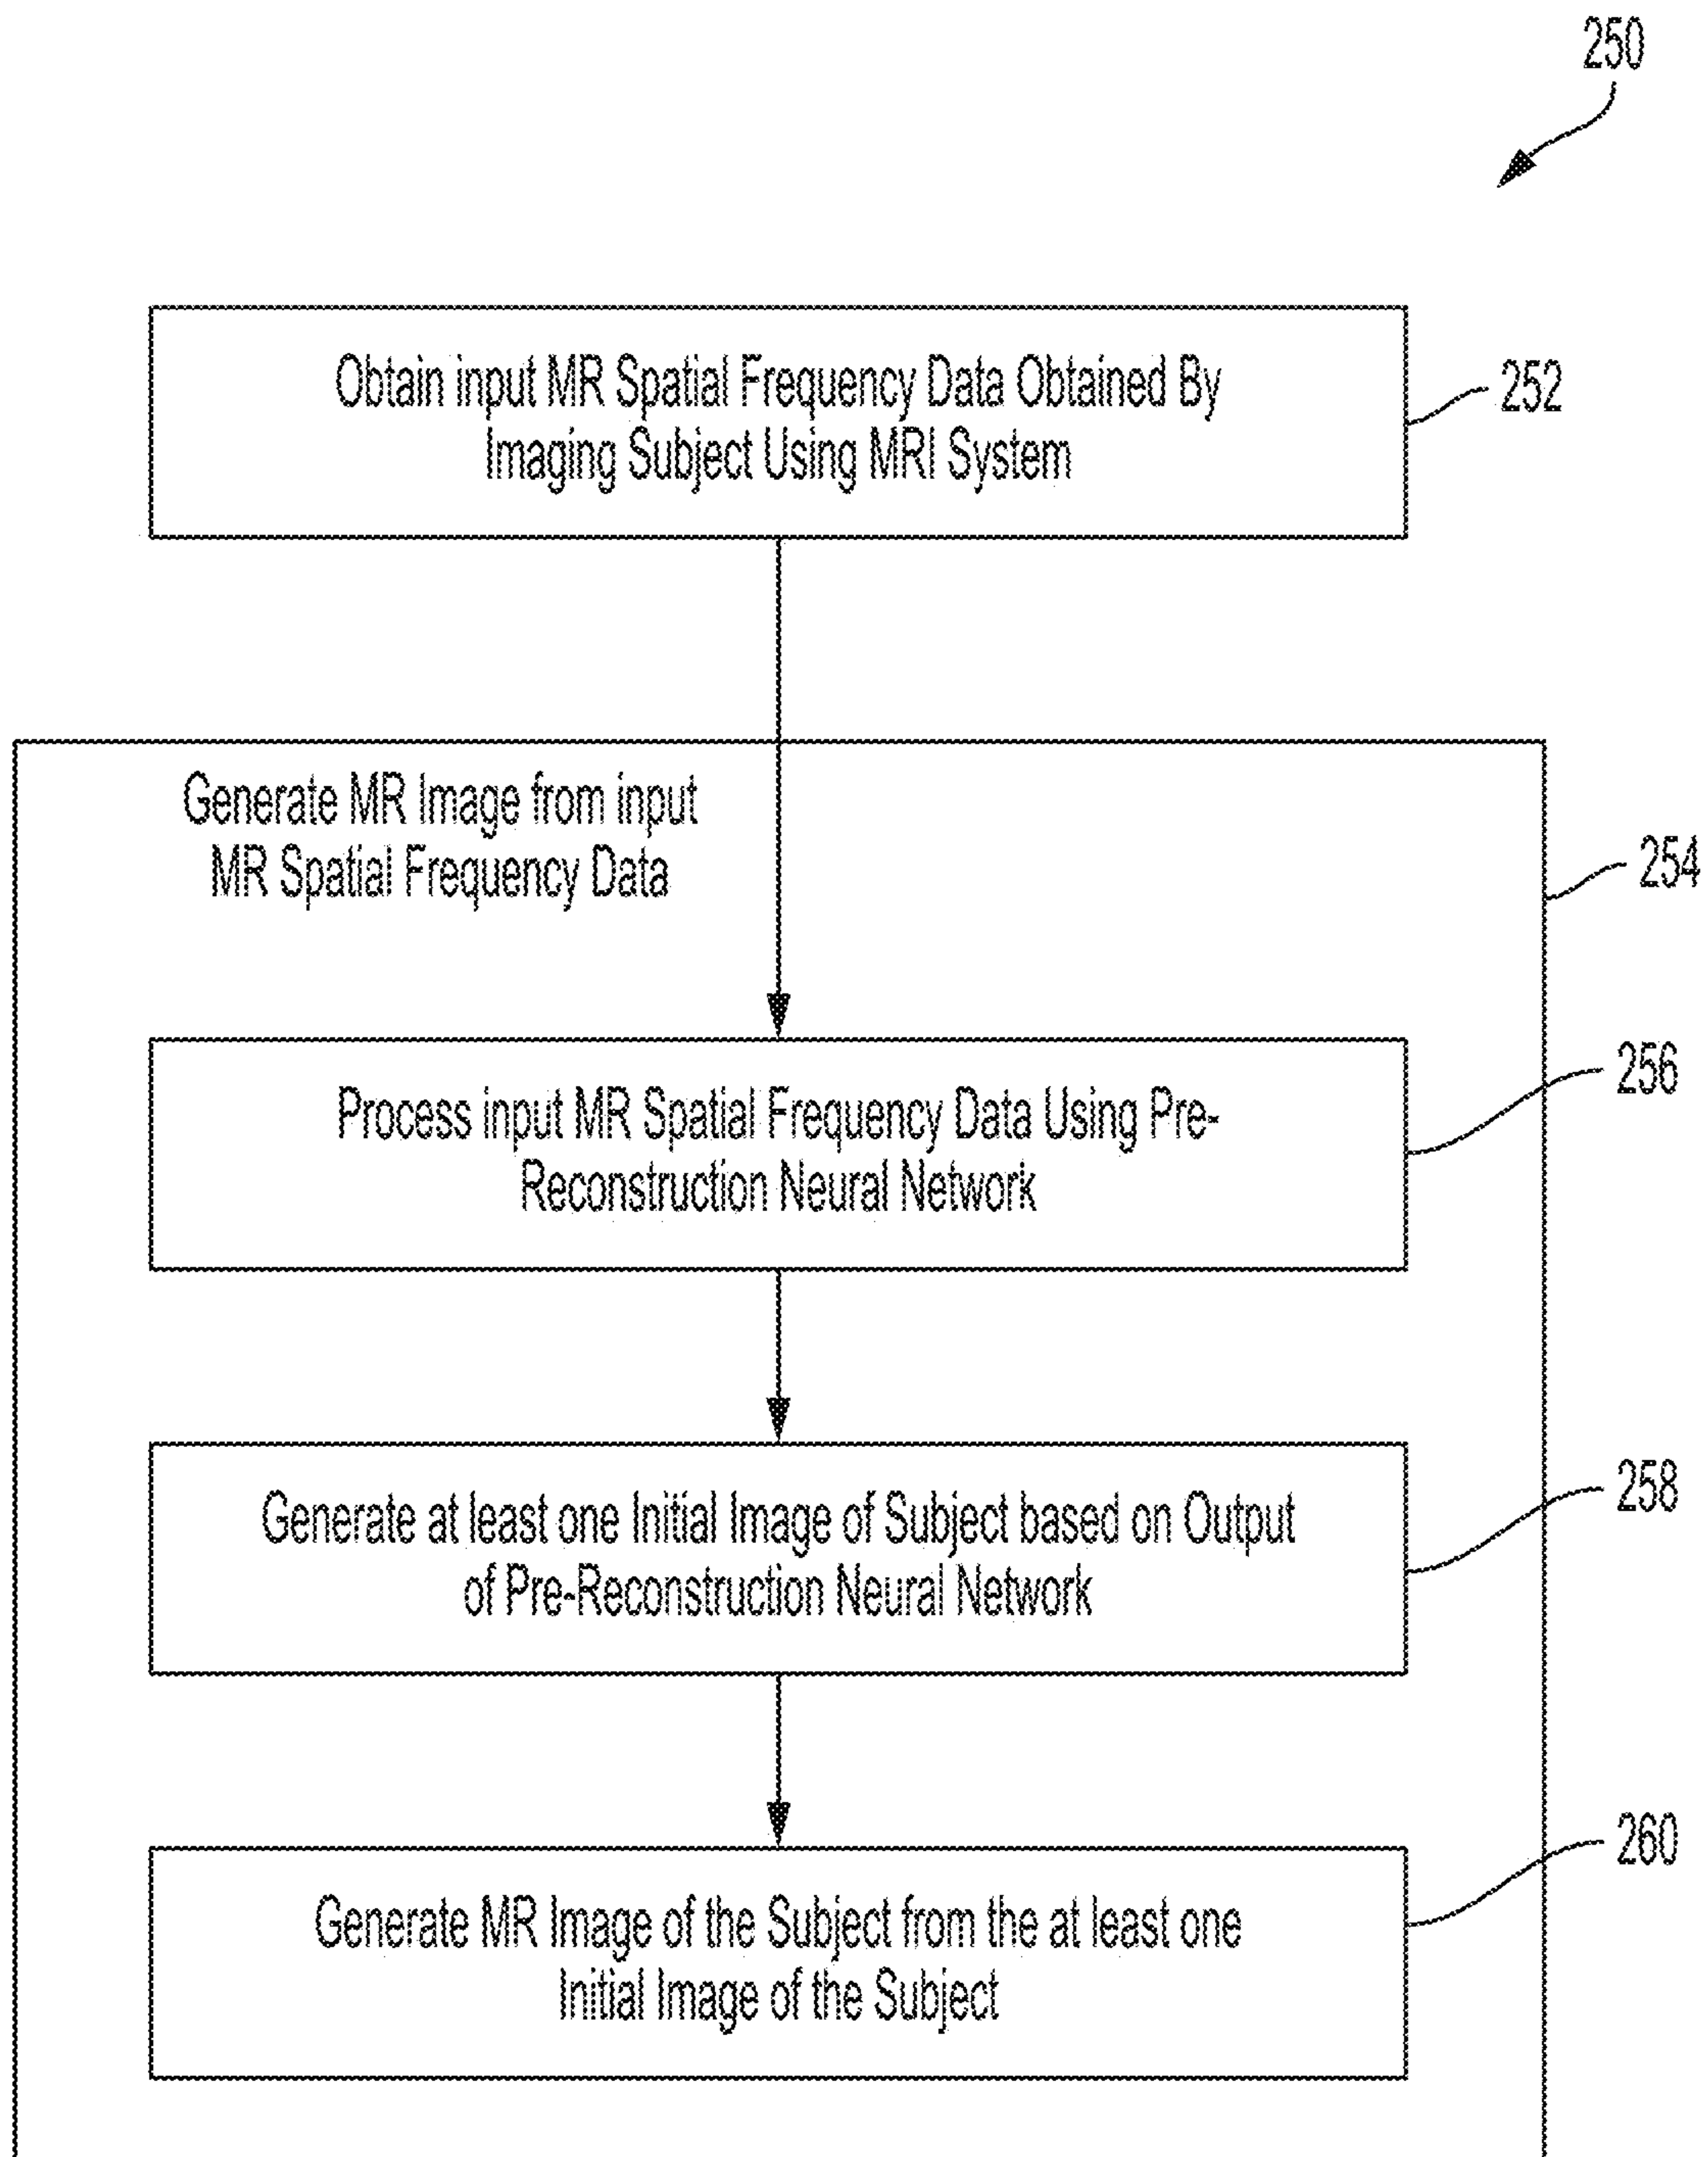 250
Obtain input MR Spatial Frequency Data Obtained By
Imaging Subject Using MRI System
252
Generate MR Image from input
MR Spatial Frequency Data
254
Process input MR Spatial Frequency Data Using Pre-
Reconstruction Neural Network
256
Generate at least one Initial Image of Subject based on Output
of Pre-Reconstruction Neural Network
258
Generate MR Image of the Subject from the at least one
Initial Image of the Subject
260